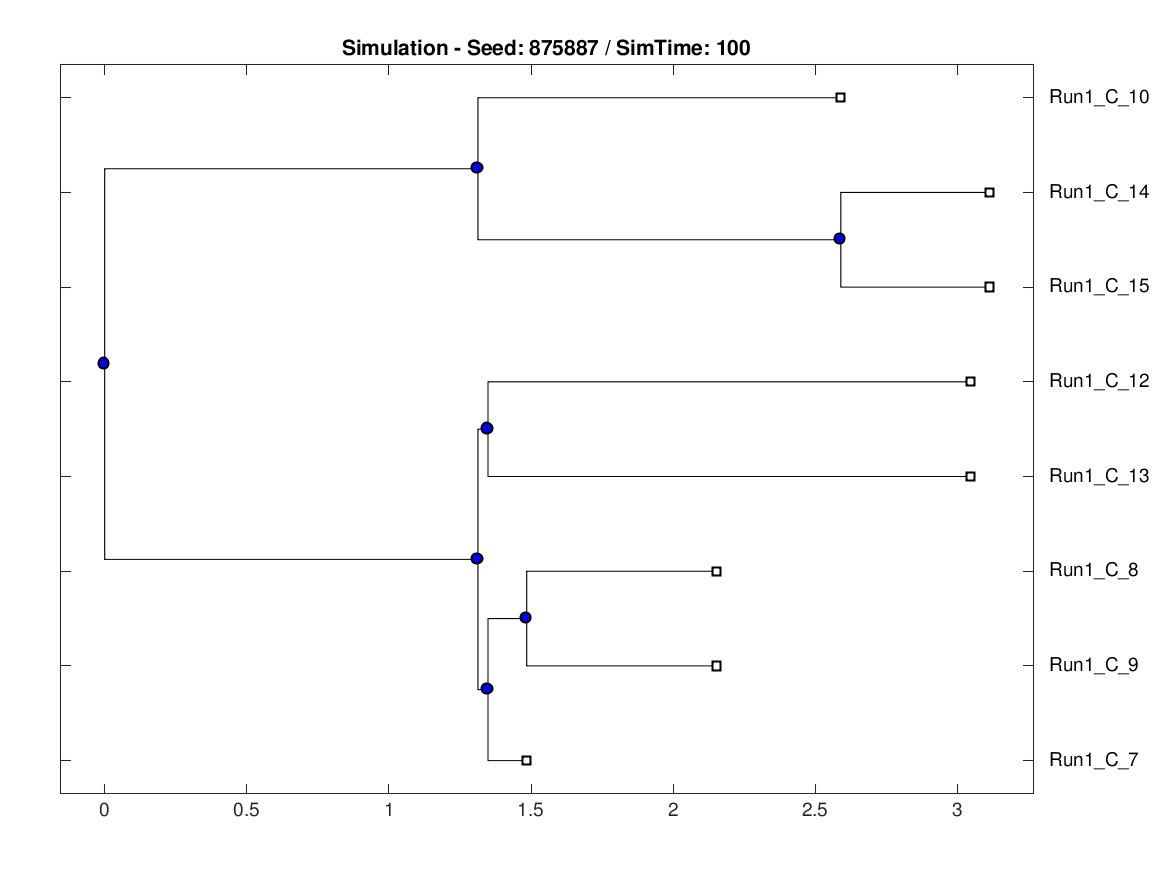 Simulation - Seed: 875887 / SimTime: 100
Run1_C_10
Run1_C_14
Run1_C_15
Run1_C_12
Run1_C_13
Run1_C_8
Run1_C_9
Run1_C_7
0 0.5 1 1.5 2 2.5 3